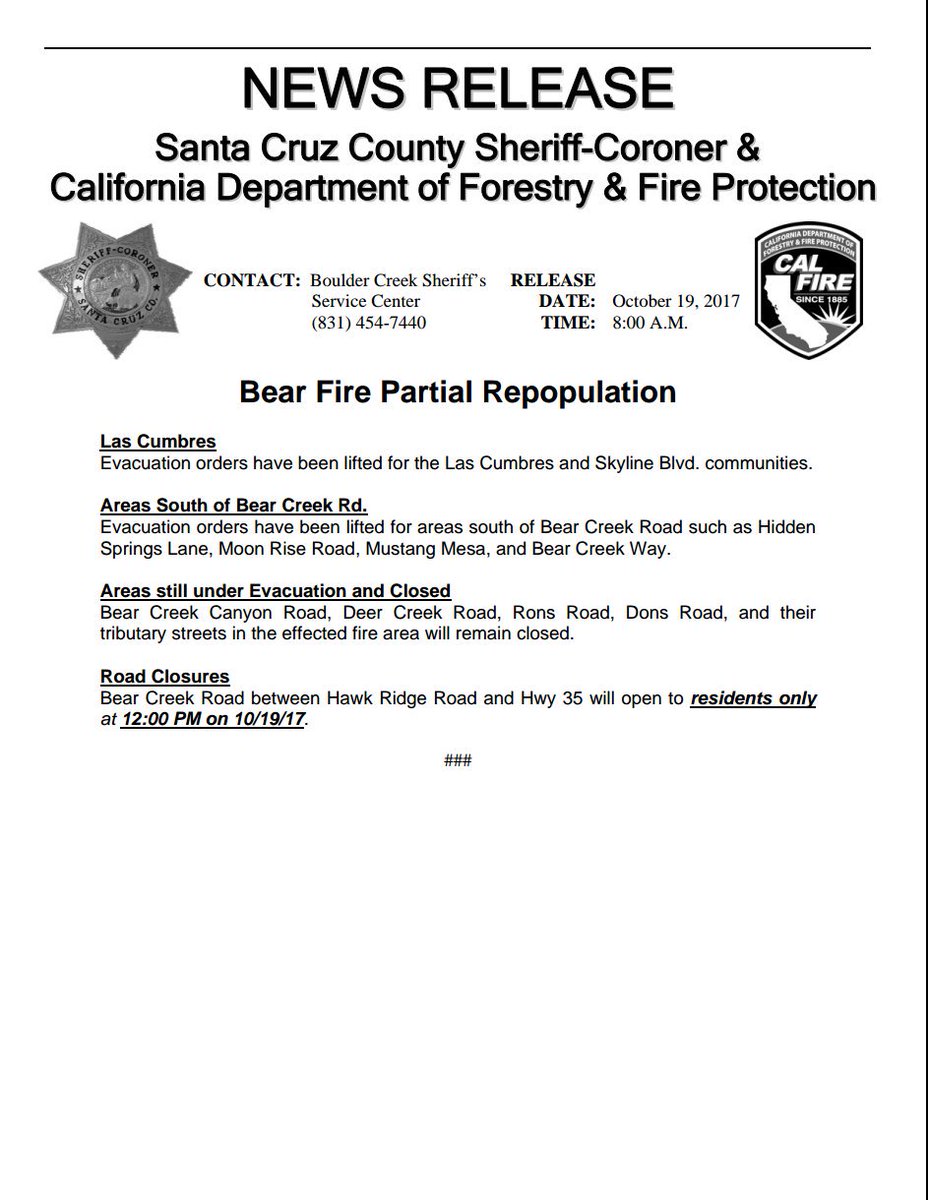 NEWS RELEASE
Santa Cruz County Sheriff-Coroner &
California Department of Forestry & Fire Protection
SHERIFF-CORONER
SANTA CRUZ CO.
CONTACT: Boulder Creek Sheriff's
Service Center
(831) 454-7440
RELEASE
DATE: October 19, 2017
TIME: 8:00 A.M.
CALIFORNIA DEPARTMENT OF
FORESTRY & FIRE PROTECTION
CAL
FIRE
SINCE 1885
Bear Fire Partial Repopulation
Las Cumbres
Evacuation orders have been lifted for the Las Cumbres and Skyline Blvd. communities.
Areas South of Bear Creek Rd.
Evacuation orders have been lifted for areas south of Bear Creek Road such as Hidden
Springs Lane, Moon Rise Road, Mustang Mesa, and Bear Creek Way.
Areas still under Evacuation and Closed
Bear Creek Canyon Road, Deer Creek Road, Rons Road, Dons Road, and their
tributary streets in the effected fire area will remain closed.
Road Closures
Bear Creek Road between Hawk Ridge Road and Hwy 35 will open to residents only
at 12:00 PM on 10/19/17.
###